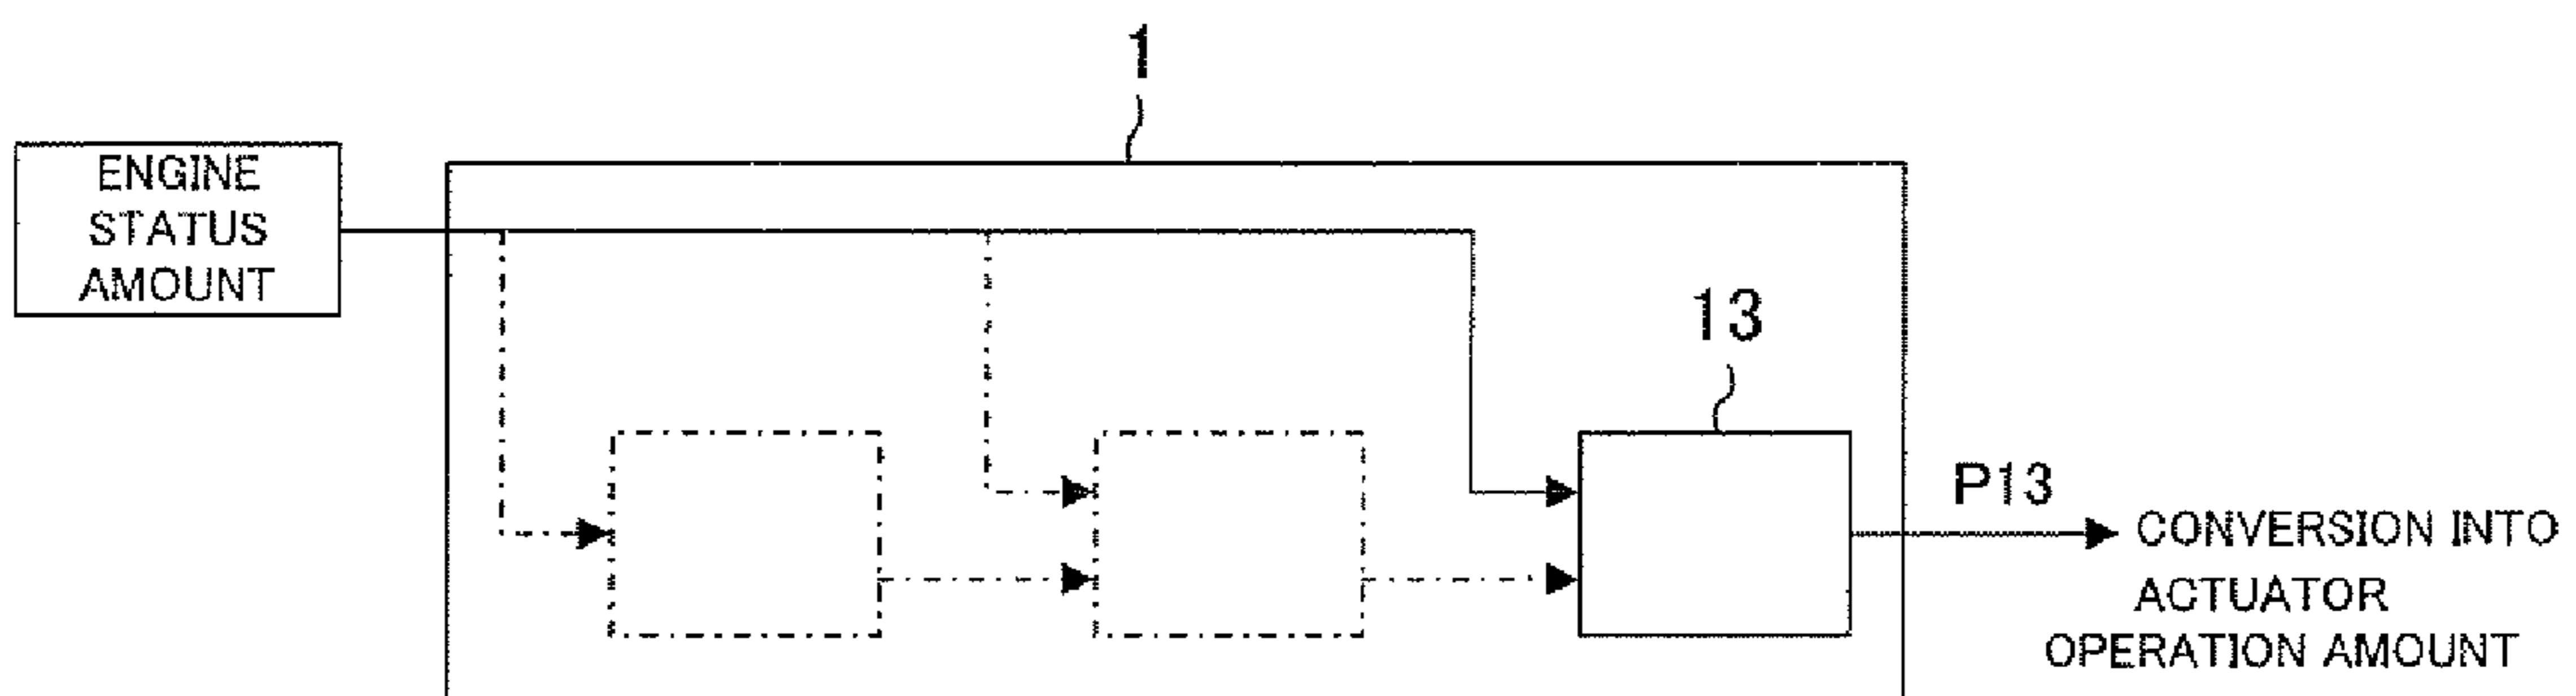 1
ENGINE
STATUS
AMOUNT
13
P13
CONVERSION INTO
ACTUATOR
OPERATION AMOUNT